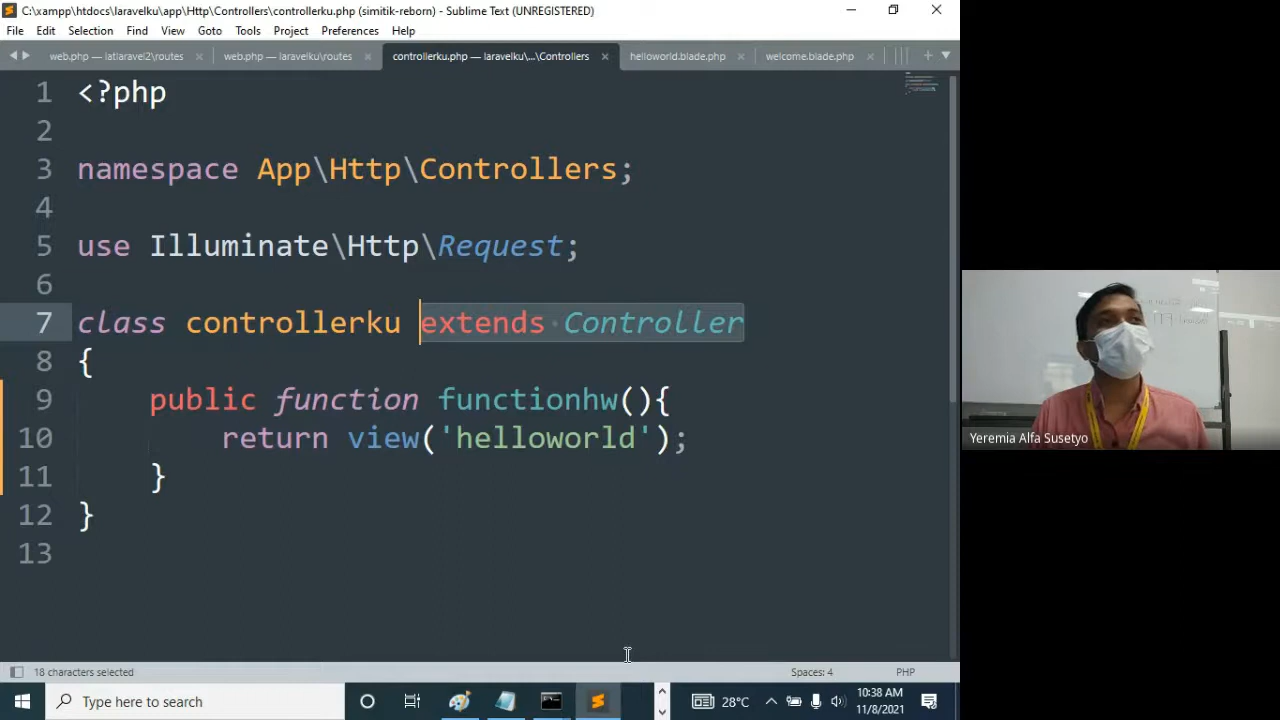 C:\xampp\htdocs\laravelku\app\Http\Controllers\controllerku.php (simitik-reborn) - Sublime Text (UNREGISTERED)
File Edit Selection Find View Goto Tools Project Preferences Help
web.php — latlaravel2\routes web.php — laravelku\routes controllerku.php — laravelku\...\Controllers helloworld.blade.php welcome.blade.php
1 <?php
2
3 namespace App\Http\Controllers;
4
5 use Illuminate\Http\Request;
6
7 class controllerku extends Controller
8 {
9 public function functionhw(){
10 return view('helloworld');
11 }
12 }
13
Yeremia Alfa Susetyo
18 characters selected Spaces: 4 PHP
Type here to search 28°C 10:38 AM
11/8/2021